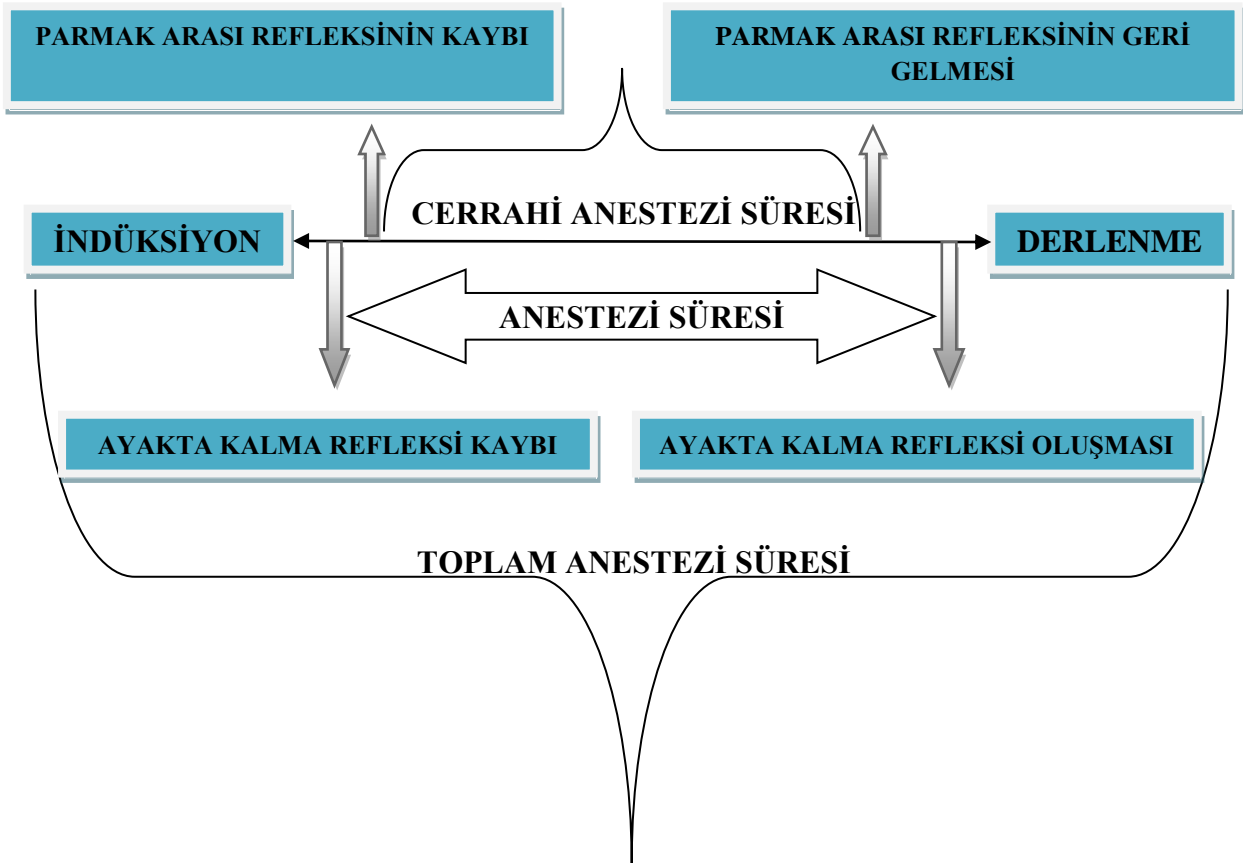 PARMAK ARASI REFLEKSİNİN KAYBI
PARMAK ARASI REFLEKSİNİN GERİ
GELMESİ
CERRAHİ ANESTEZİ SÜRESİ
İNDÜKSİYON
DERLENME
ANESTEZİ SÜRESİ
AYAKTA KALMA REFLEKSİ KAYBI
AYAKTA KALMA REFLEKSİ OLUŞMASI
TOPLAM ANESTEZİ SÜRESİ